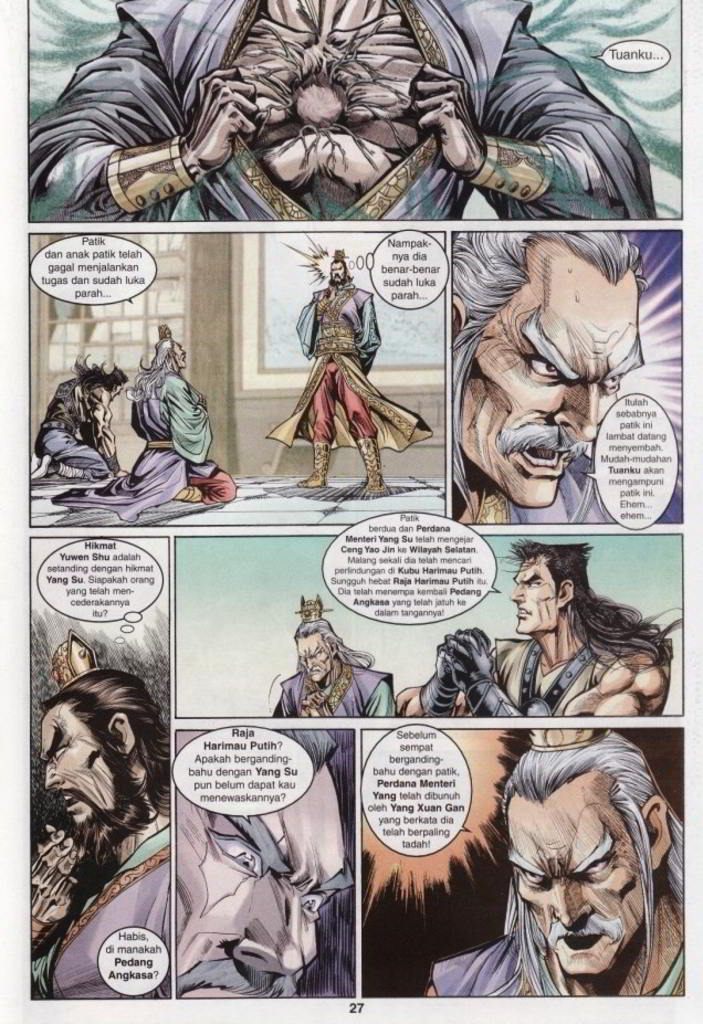 Tuanku...
Patik
dan anak patik telah
gagal menjalankan
tugas dan sudah luka
parah...
Nampak-
nya dia
benar-benar
sudah luka
parah...
Itulah
sebabnya
patik ini
lambat datang
menyembah.
Mudah-mudahan
Tuanku akan
mengampuni
patik ini.
Ehem...
ehem...
Hikmat
Yuwen Shu adalah
setanding dengan hikmat
Yang Su. Siapakah orang
yang telah men-
cederakannya
itu?
Patik
berdua dan Perdana
Menteri Yang Su telah mengejar
Ceng Yao Jin ke Wilayah Selatan.
Malang sekali dia telah mencari
perlindungan di Kubu Harimau Putih.
Sungguh hebat Raja Harimau Putih itu.
Dia telah menempa kembali Pedang
Angkasa yang telah jatuh ke
dalam tangannya!
Habis,
di manakah
Pedang
Angkasa?
Raja
Harimau Putih?
Apakah berganding-
bahu dengan Yang Su
pun belum dapat kau
menewaskannya?
Sebelum
sempat
berganding-
bahu dengan patik,
Perdana Menteri
Yang telah dibunuh
oleh Yang Xuan Gan
yang berkata dia
telah berpaling
tadah!
27